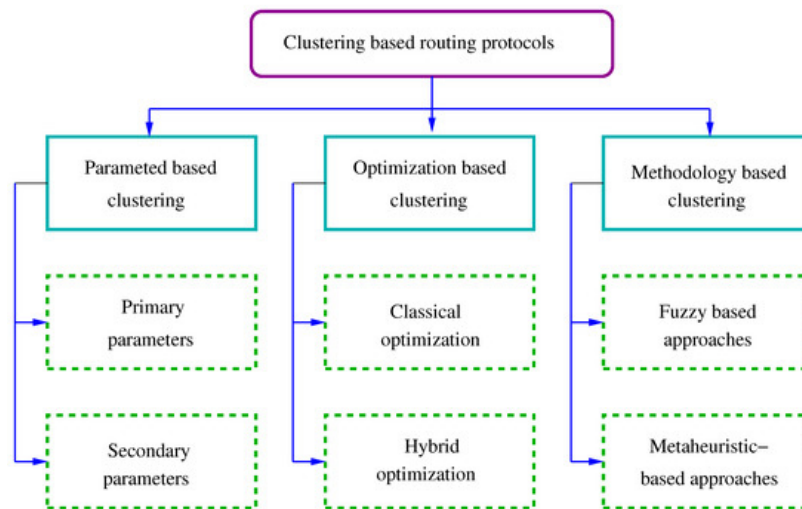 Clustering based routing protocols
Parameted based
clustering
Optimization based
clustering
Methodology based
clustering
Primary
parameters
Classical
optimization
Fuzzy based
approaches
Secondary
parameters
Hybrid
optimization
Metaheuristic–
based approaches